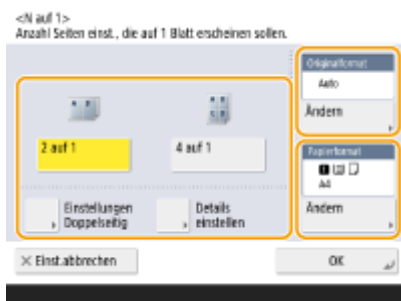 <N auf 1>
Anzahl Seiten einst., die auf 1 Blatt erscheinen sollen.
Originalformat
Auto
Ändern
2 auf 1
4 auf 1
Papierformat
1
A4
Einstellungen
Doppelseitig
Details
einstellen
Ändern
× Einst.abbrechen
OK